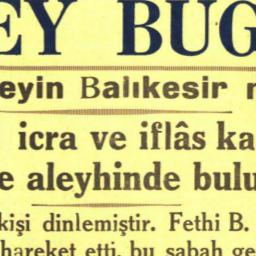 EY BUG
eyin Balıkesir
icra ve iflâs ka
e aleyhinde bulu
kişi dinlemiştir. Fethi B.
hareket etti, bu sabah ge